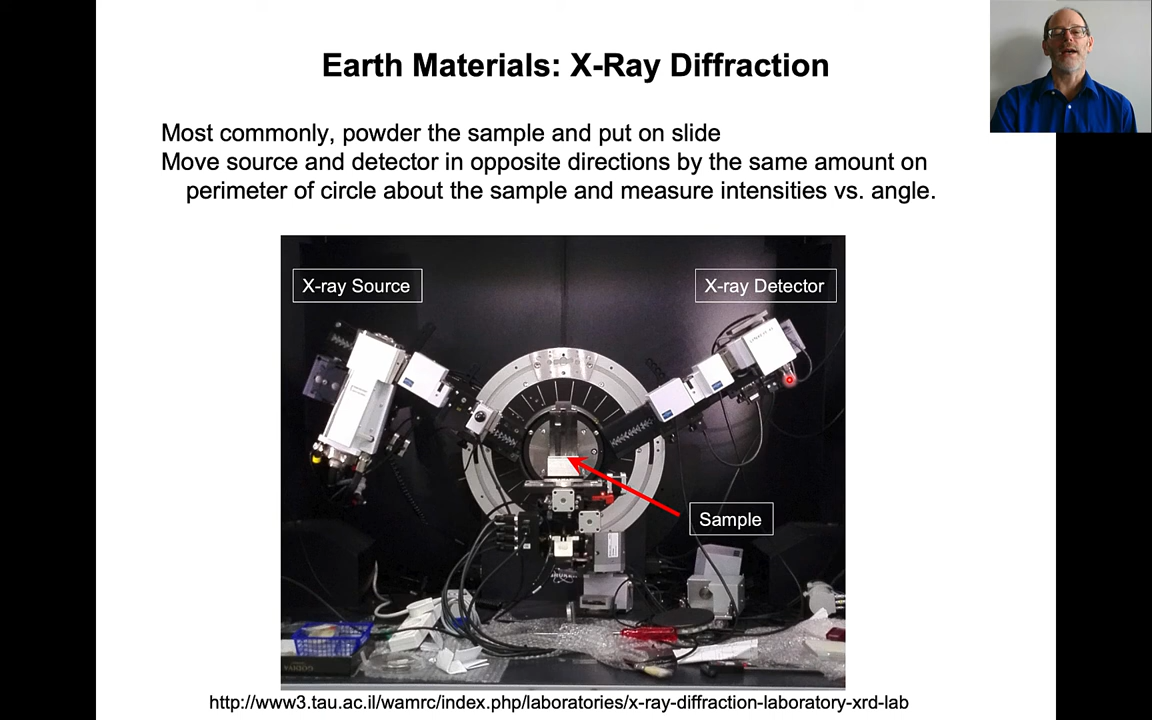 Earth Materials: X-Ray Diffraction
Most commonly, powder the sample and put on slide
Move source and detector in opposite directions by the same amount on
perimeter of circle about the sample and measure intensities vs. angle.
X-ray Source
X-ray Detector
Sample
GODIVA
http://www3.tau.ac.il/wamrc/index.php/laboratories/x-ray-diffraction-laboratory-xrd-lab